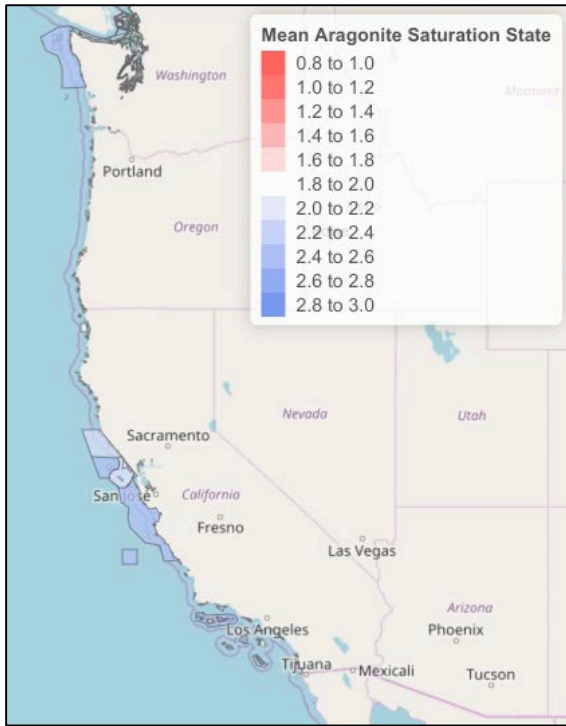 Mean Aragonite Saturation State
0.8 to 1.0
1.0 to 1.2
1.2 to 1.4
1.4 to 1.6
1.6 to 1.8
1.8 to 2.0
2.0 to 2.2
2.2 to 2.4
2.4 to 2.6
2.6 to 2.8
2.8 to 3.0
Washington
Montana
Portland
Oregon
Nevada
Utah
Sacramento
San Jose
California
Fresno
Las Vegas
Los Angeles
Arizona
Phoenix
Tijuana
Mexicali
Tucson